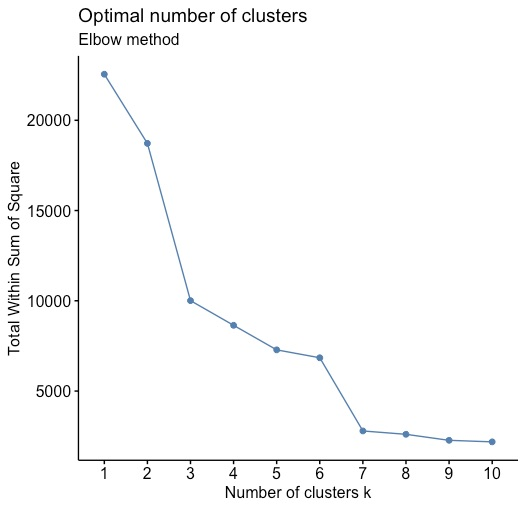 Optimal number of clusters
Elbow method
Total Within Sum of Square
20000
15000
10000
5000
1 2 3 4 5 6 7 8 9 10
Number of clusters k